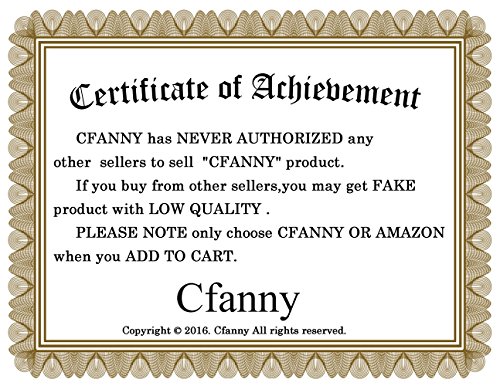 Certificate of Achievement
CFANNY has NEVER AUTHORIZED any
other sellers to sell "CFANNY" product.
If you buy from other sellers,you may get FAKE
product with LOW QUALITY .
PLEASE NOTE only choose CFANNY OR AMAZON
when you ADD TO CART.
Cfanny
Copyright © 2016. Cfanny All rights reserved.